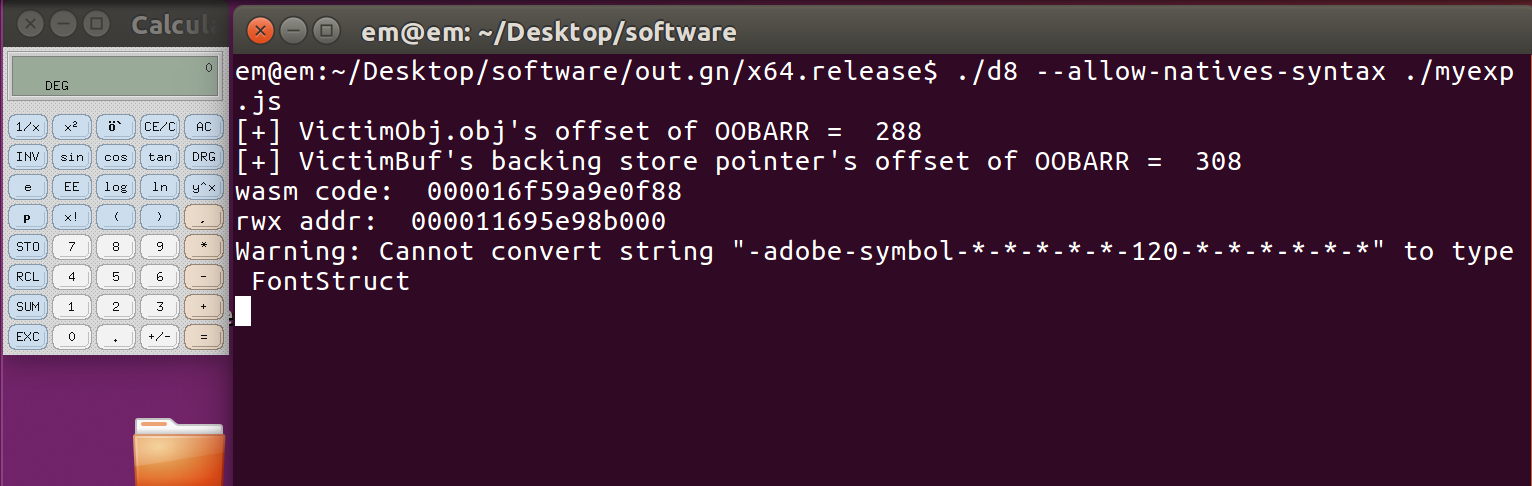 Calcula
em@em: ~/Desktop/software
0
DEG
1/x x² ö` CE/C AC
INV sin cos tan DRG
e EE log ln y^x
p x! ( ) ,
STO 7 8 9 *
RCL 4 5 6 -
SUM 1 2 3 +
EXC 0 . +/- =
em@em:~/Desktop/software/out.gn/x64.release$ ./d8 --allow-natives-syntax ./myexp
.js
[+] VictimObj.obj's offset of OOBARR =  288
[+] VictimBuf's backing store pointer's offset of OOBARR =  308
wasm code:  000016f59a9e0f88
rwx addr:  000011695e98b000
Warning: Cannot convert string "-adobe-symbol-*-*-*-*-*-120-*-*-*-*-*-*" to type
 FontStruct